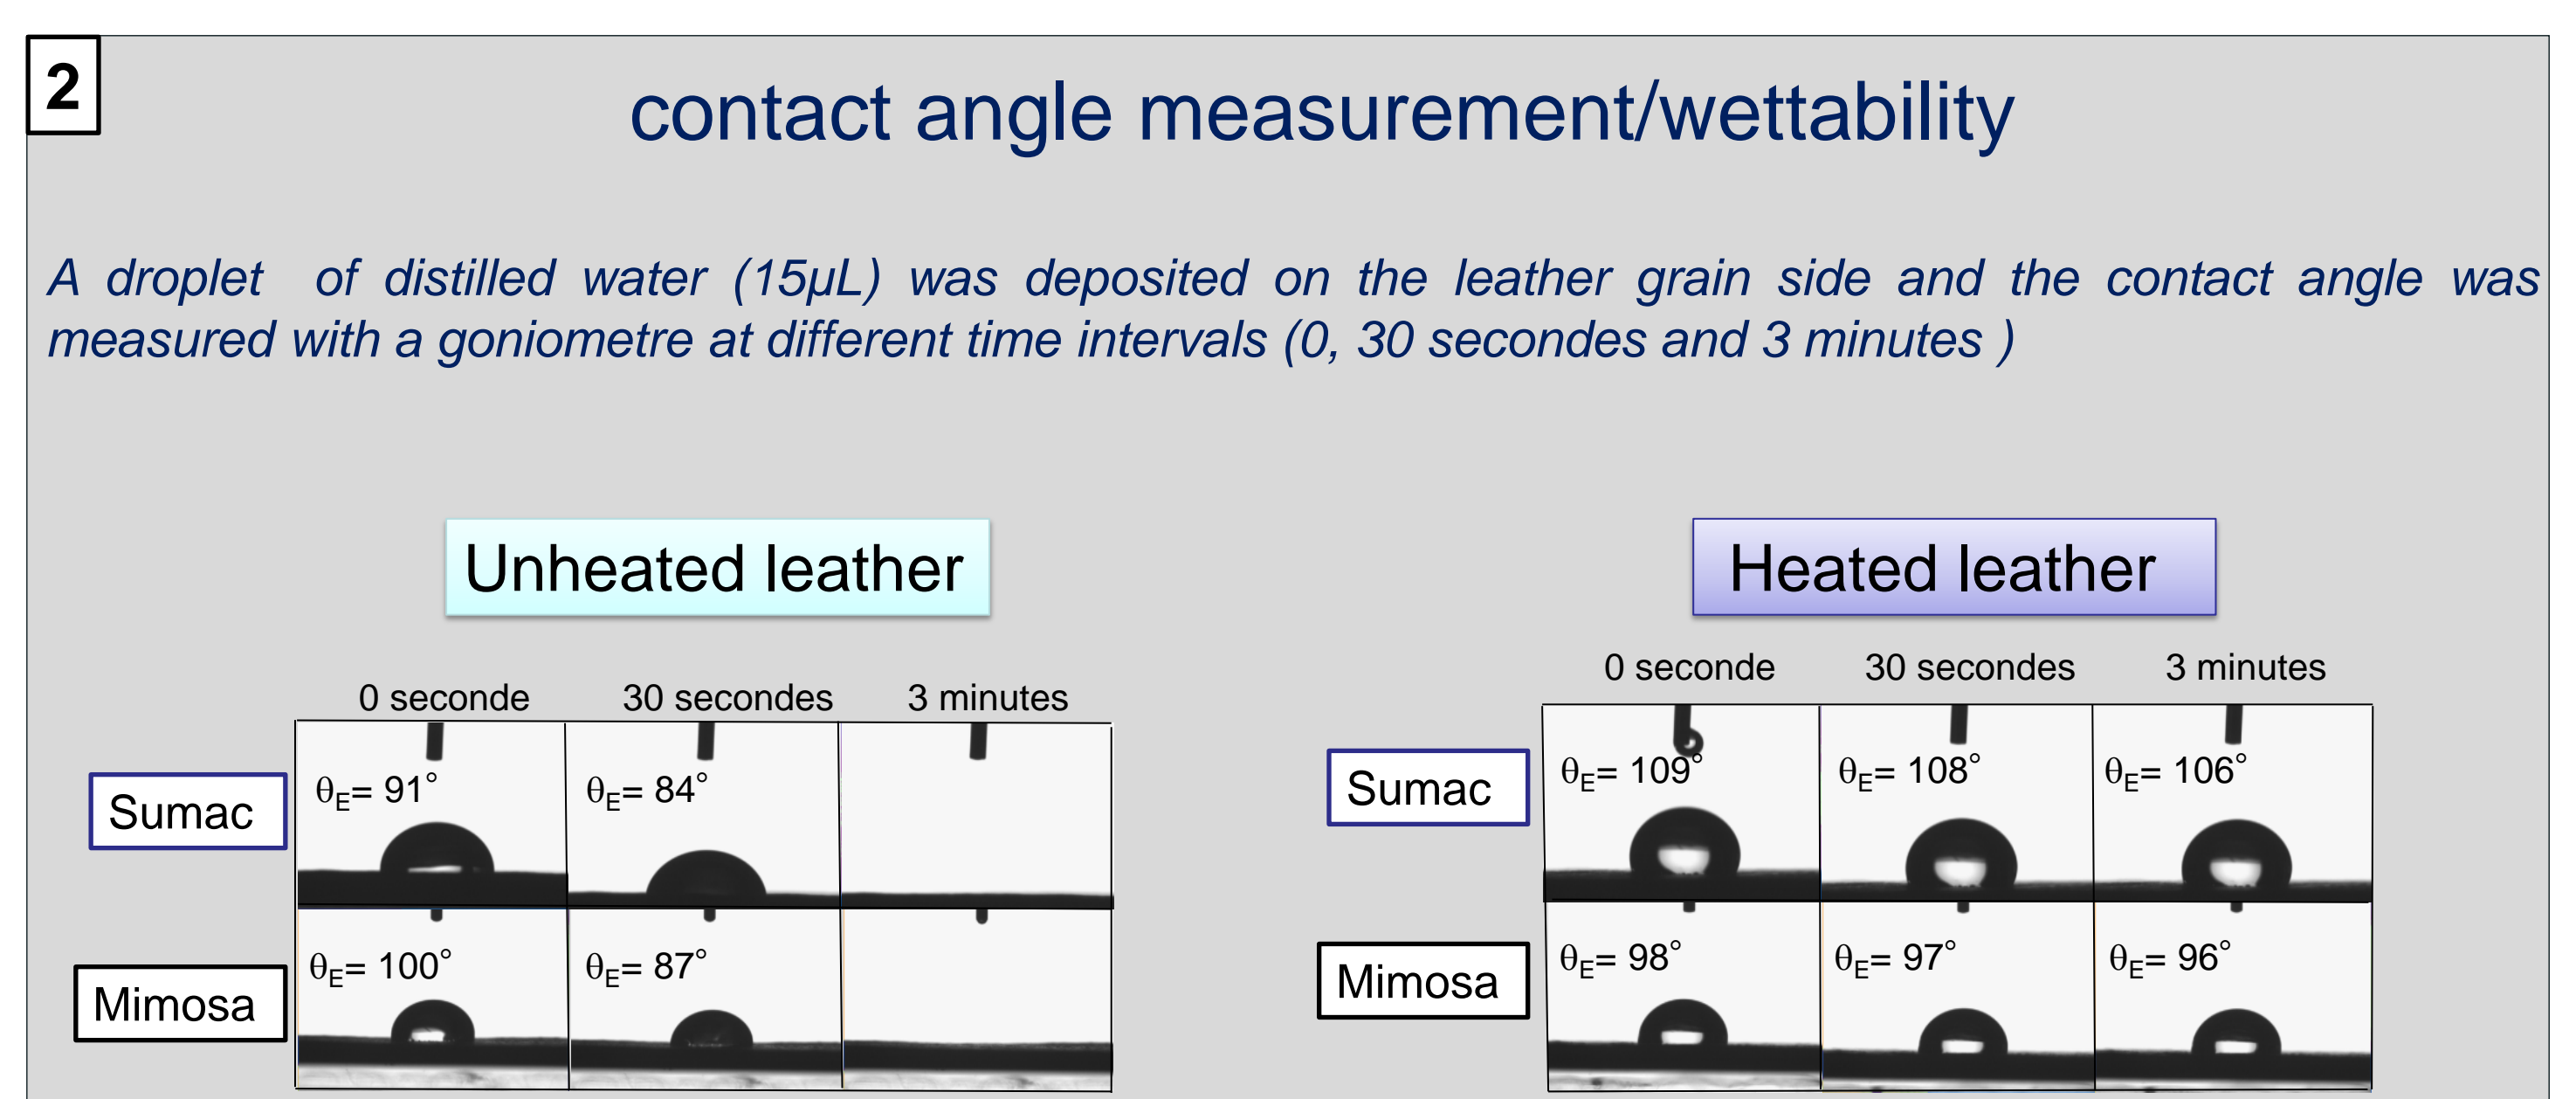 2
contact angle measurement/wettability
A droplet of distilled water (15µL) was deposited on the leather grain side and the contact angle was
measured with a goniometre at different time intervals (0, 30 secondes and 3 minutes )
Unheated leather
0 seconde 30 secondes 3 minutes
Sumac
θE= 91° θE= 84°
Mimosa
θE= 100° θE= 87°
Heated leather
0 seconde 30 secondes 3 minutes
Sumac
θE= 109° θE= 108° θE= 106°
Mimosa
θE= 98° θE= 97° θE= 96°